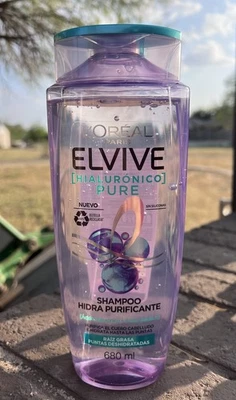 L'ORÉAL
PARIS
ELVIVE
[HIALURÓNICO]
PURE
NUEVO
SHAMPOO
HIDRA PURIFICANTE
RAÍZ GRASA
PUNTAS DESHIDRATADAS
680 ml